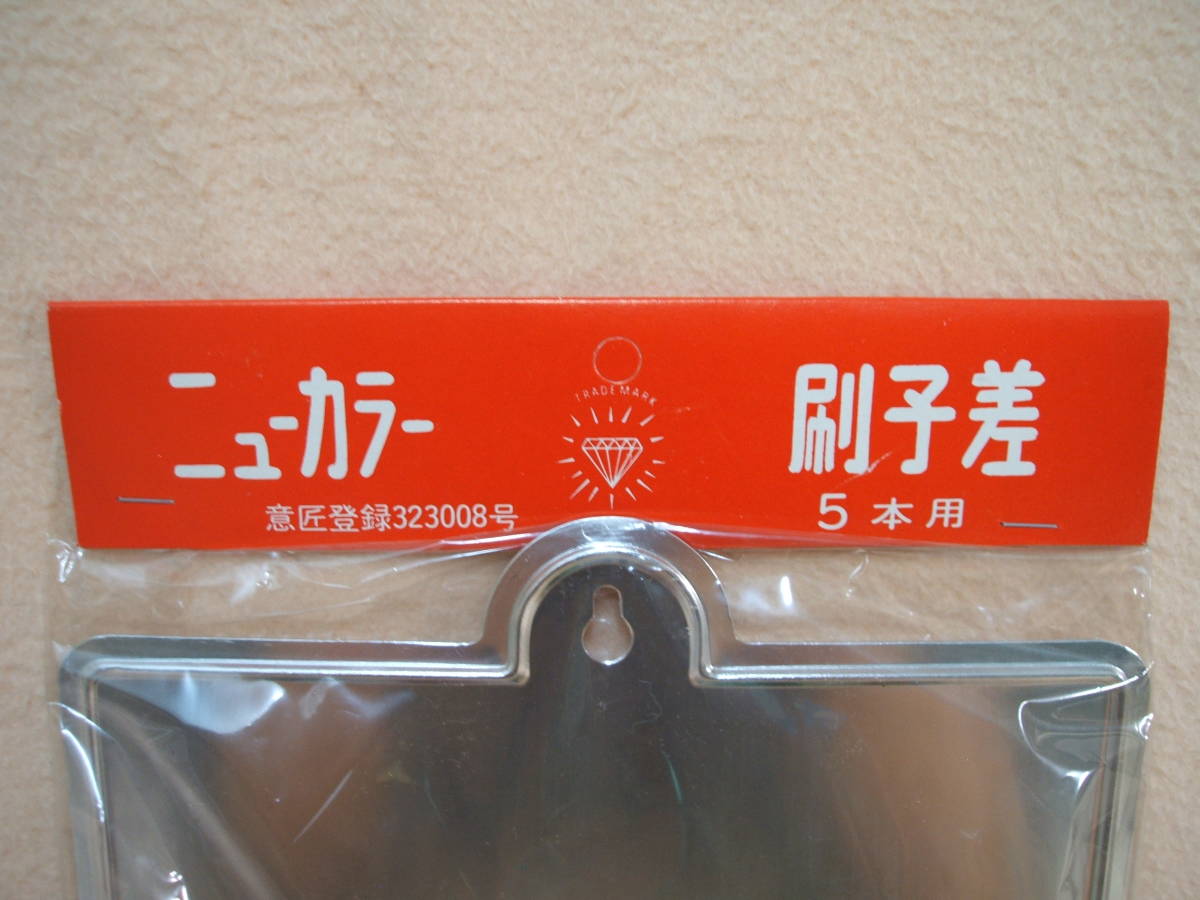 ニューカラー
意匠登録323008号
TRADE MARK
刷子差
5本用